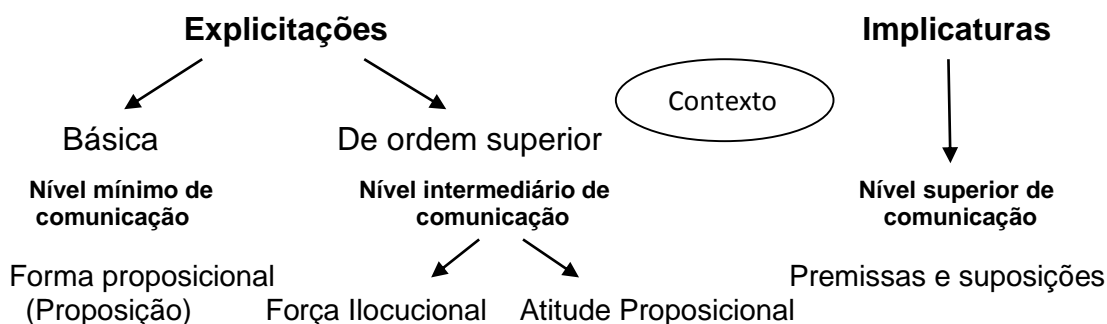 Explicitações Implicaturas
Contexto
Básica De ordem superior
Nível mínimo de Nível intermediário de Nível superior de
comunicação comunicação comunicação
Forma proposicional Premissas e suposições
(Proposição) Força Ilocucional Atitude Proposicional